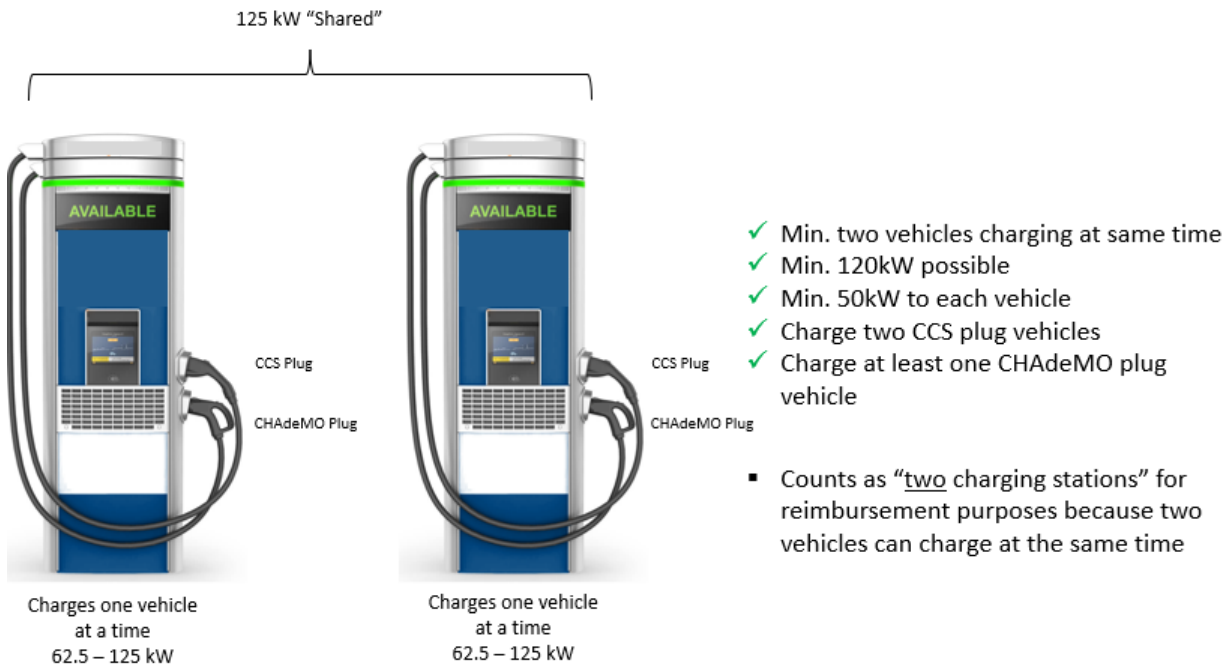 125 kW “Shared”
AVAILABLE
AVAILABLE
CCS Plug
CHAdeMO Plug
CCS Plug
CHAdeMO Plug
Charges one vehicle
at a time
62.5 – 125 kW
Charges one vehicle
at a time
62.5 – 125 kW
✓ Min. two vehicles charging at same time
✓ Min. 120kW possible
✓ Min. 50kW to each vehicle
✓ Charge two CCS plug vehicles
✓ Charge at least one CHAdeMO plug
vehicle
▪ Counts as “two charging stations” for
reimbursement purposes because two
vehicles can charge at the same time